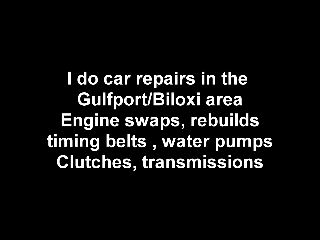 I do car repairs in the
Gulfport/Biloxi area
Engine swaps, rebuilds
timing belts , water pumps
Clutches, transmissions